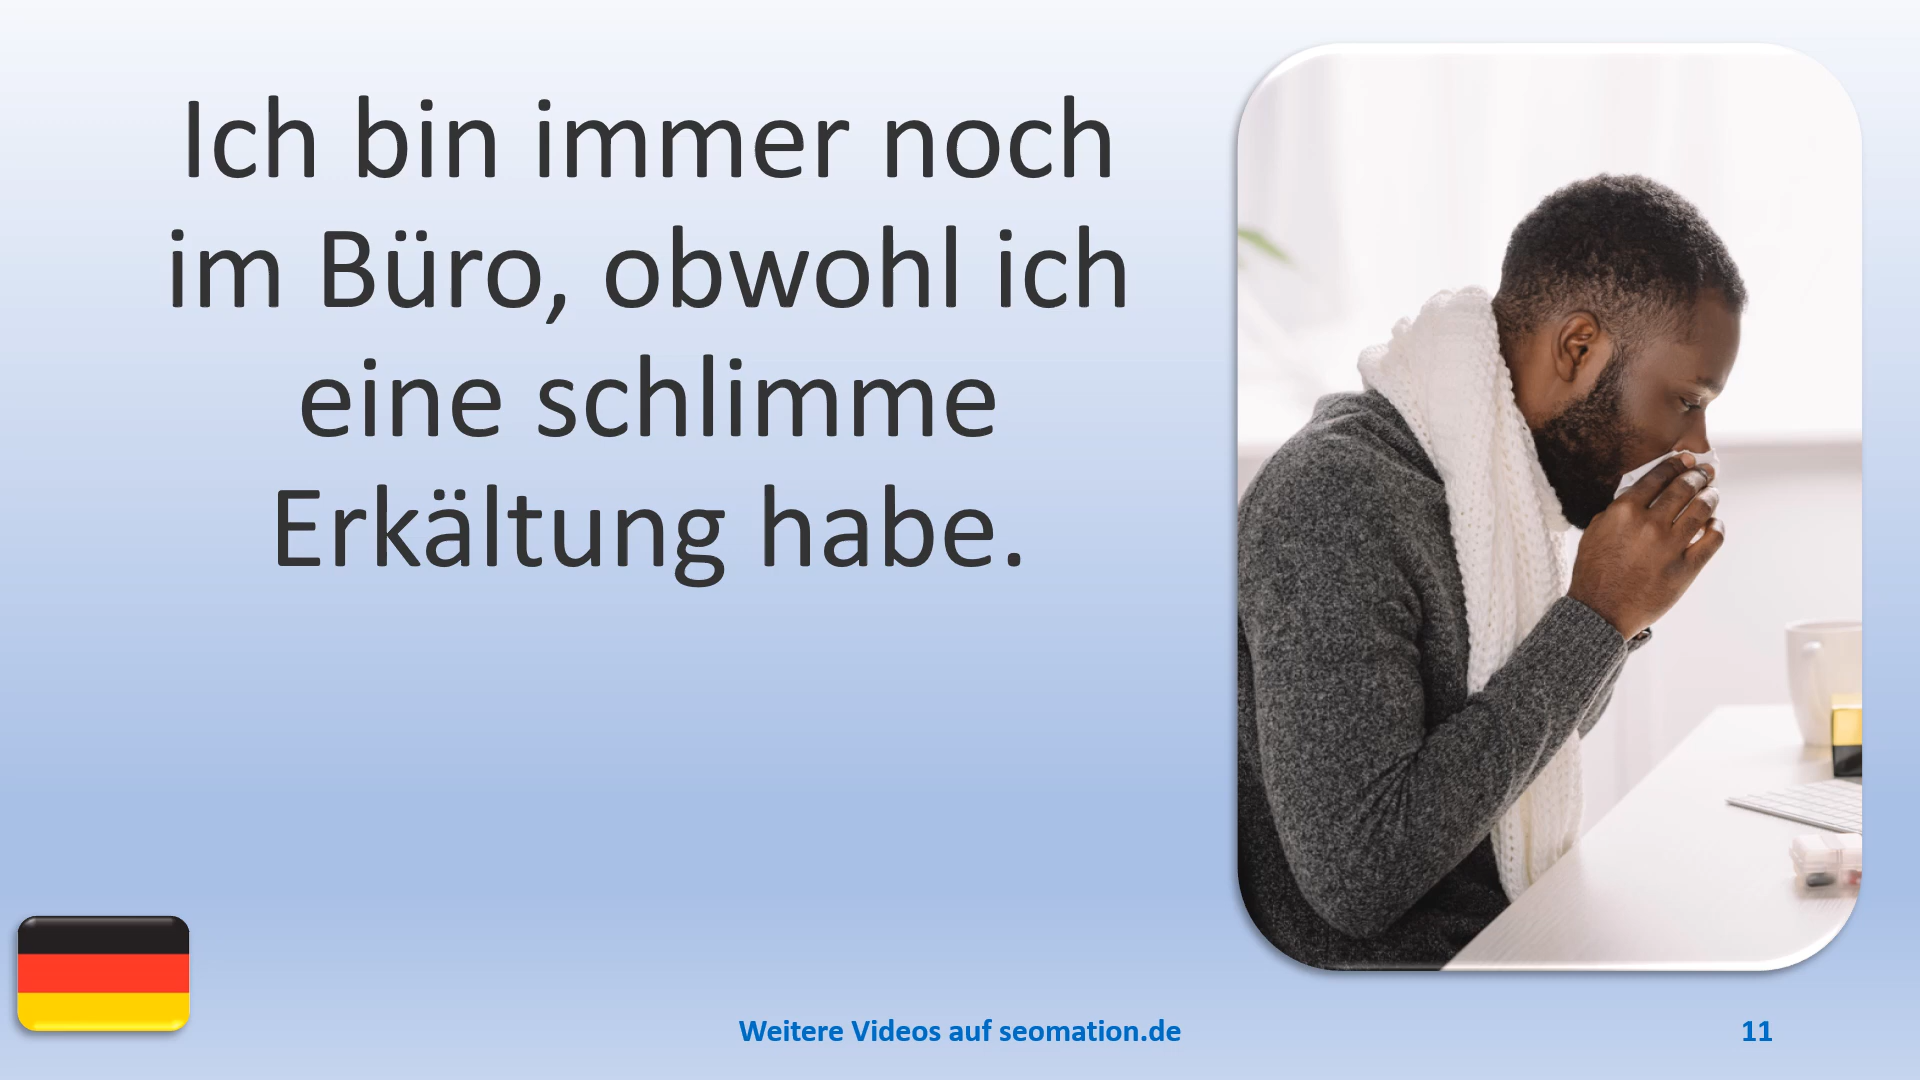 Ich bin immer noch
im Büro, obwohl ich
eine schlimme
Erkältung habe.
Weitere Videos auf seomation.de
11